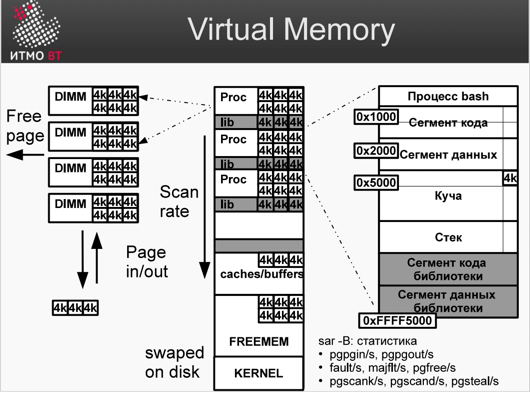 ИТМО ВТ
Virtual Memory
Free
page
DIMM 4k 4k 4k
4k 4k 4k
DIMM 4k 4k 4k
4k 4k 4k
DIMM 4k 4k 4k
4k 4k 4k
DIMM 4k 4k 4k
4k 4k 4k
Page
in/out
4k 4k 4k
Scan
rate
swaped
on disk
Proc 4k 4k 4k
4k 4k 4k
lib 4k 4k 4k
Proc 4k 4k 4k
4k 4k 4k
lib 4k 4k 4k
Proc 4k 4k 4k
4k 4k 4k
lib 4k 4k 4k
4k 4k 4k
caches/buffers
4k 4k 4k
4k 4k 4k
FREEMEM
KERNEL
Процесс bash
0x1000
Сегмент кода
0x2000
Сегмент данных
0x5000
4k
Куча
Стек
Сегмент кода
библиотеки
Сегмент данных
библиотеки
0xFFFF5000
sar -B: статистика
• pgpgin/s, pgpgout/s
• fault/s, majflt/s, pgfree/s
• pgscank/s, pgscand/s, pgsteal/s